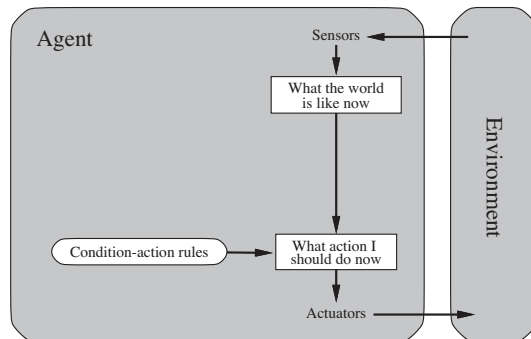 Agent
Sensors
What the world
is like now
Environment
Condition-action rules
What action I
should do now
Actuators